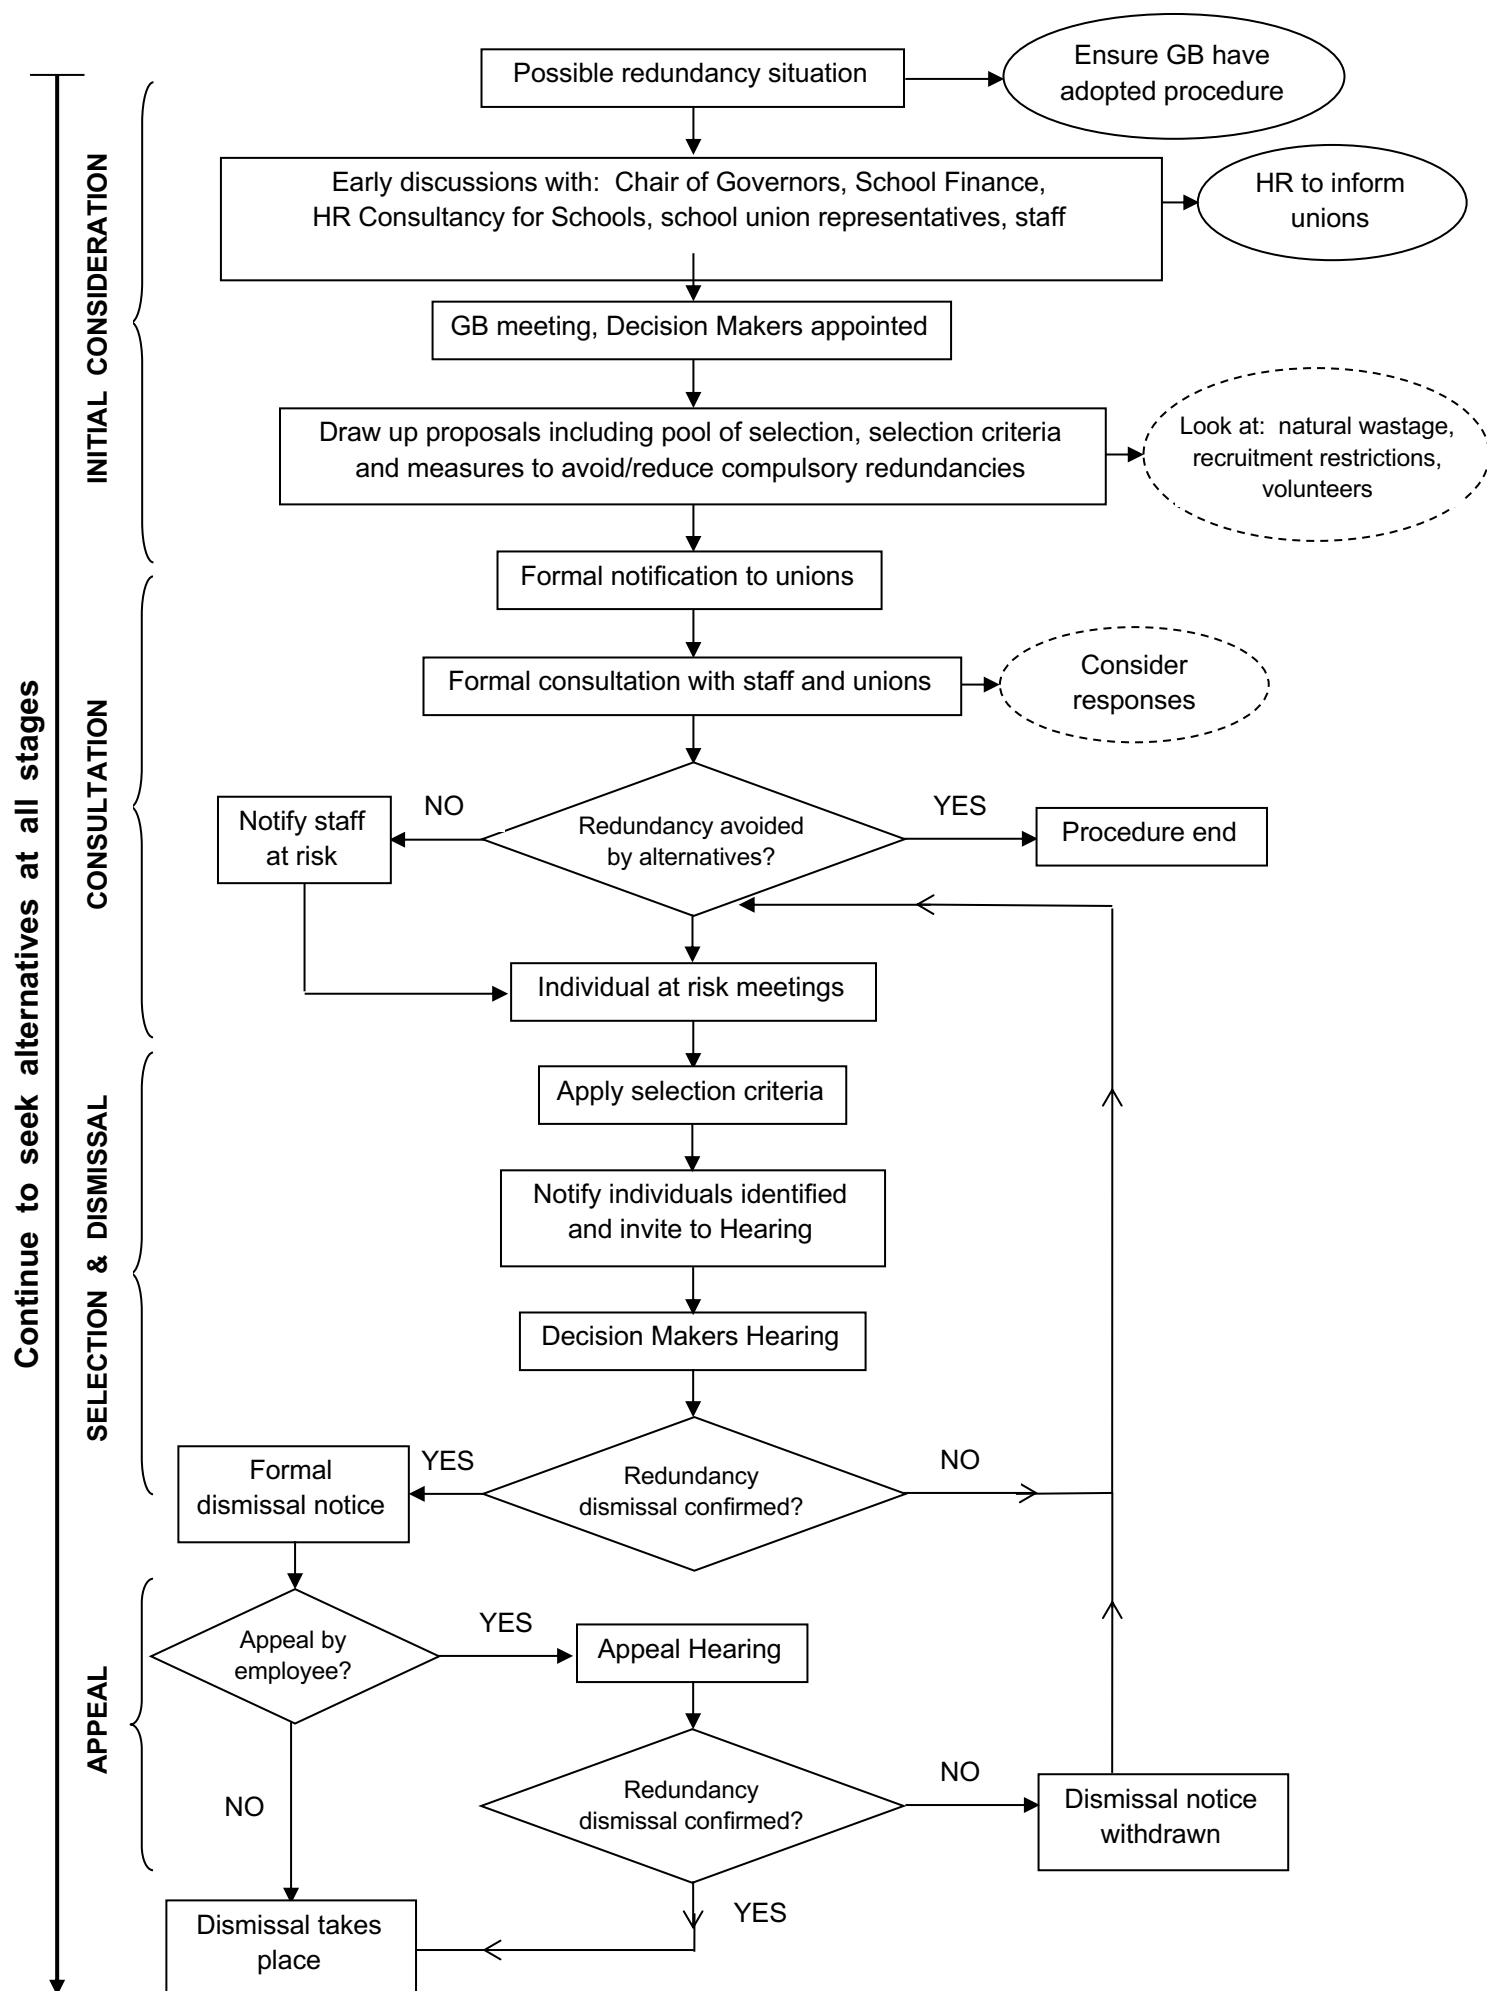 Possible redundancy situation
Ensure GB have
adopted procedure
Early discussions with: Chair of Governors, School Finance,
HR Consultancy for Schools, school union representatives, staff
HR to inform
unions
GB meeting, Decision Makers appointed
Draw up proposals including pool of selection, selection criteria
and measures to avoid/reduce compulsory redundancies
Look at: natural wastage,
recruitment restrictions,
volunteers
INITIAL CONSIDERATION
Formal notification to unions
Formal consultation with staff and unions
Consider
responses
Redundancy avoided
by alternatives?
NO
YES
Notify staff
at risk
Procedure end
Individual at risk meetings
CONSULTATION
Continue to seek alternatives at all stages
Apply selection criteria
Notify individuals identified
and invite to Hearing
Decision Makers Hearing
SELECTION & DISMISSAL
Redundancy
dismissal confirmed?
YES
NO
Formal
dismissal notice
Appeal by
employee?
YES
Appeal Hearing
APPEAL
Redundancy
dismissal confirmed?
NO
Dismissal notice
withdrawn
NO
YES
Dismissal takes
place